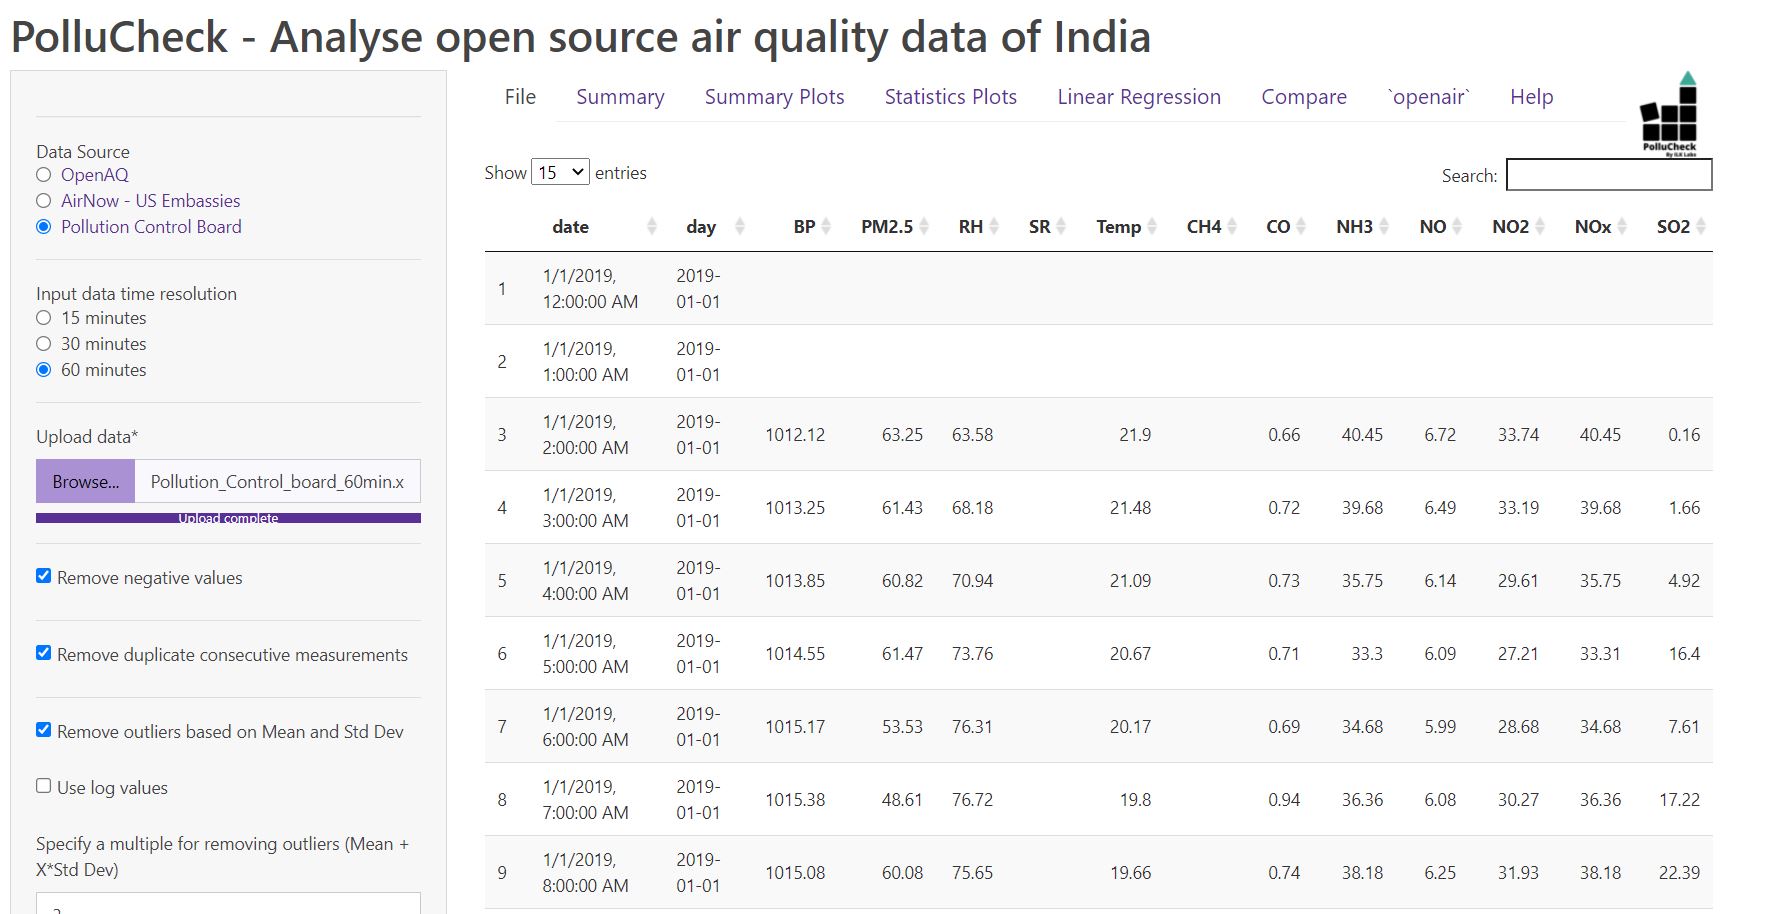 PolluCheck - Analyse open source air quality data of India
Data Source
OpenAQ
AirNow - US Embassies
Pollution Control Board
Input data time resolution
15 minutes
30 minutes
60 minutes
Upload data*
Browse... Pollution_Control_board_60min.x
Upload complete
Remove negative values
Remove duplicate consecutive measurements
Remove outliers based on Mean and Std Dev
Use log values
Specify a multiple for removing outliers (Mean +
X*Std Dev)
File Summary Summary Plots Statistics Plots Linear Regression Compare `openair` Help
PolluCheck
By ILK Labs
Show 15 entries Search:
date day BP PM2.5 RH SR Temp CH4 CO NH3 NO NO2 NOx SO2
1 1/1/2019, 12:00:00 AM 2019-01-01
2 1/1/2019, 1:00:00 AM 2019-01-01
3 1/1/2019, 2:00:00 AM 2019-01-01 1012.12 63.25 63.58 21.9 0.66 40.45 6.72 33.74 40.45 0.16
4 1/1/2019, 3:00:00 AM 2019-01-01 1013.25 61.43 68.18 21.48 0.72 39.68 6.49 33.19 39.68 1.66
5 1/1/2019, 4:00:00 AM 2019-01-01 1013.85 60.82 70.94 21.09 0.73 35.75 6.14 29.61 35.75 4.92
6 1/1/2019, 5:00:00 AM 2019-01-01 1014.55 61.47 73.76 20.67 0.71 33.3 6.09 27.21 33.31 16.4
7 1/1/2019, 6:00:00 AM 2019-01-01 1015.17 53.53 76.31 20.17 0.69 34.68 5.99 28.68 34.68 7.61
8 1/1/2019, 7:00:00 AM 2019-01-01 1015.38 48.61 76.72 19.8 0.94 36.36 6.08 30.27 36.36 17.22
9 1/1/2019, 8:00:00 AM 2019-01-01 1015.08 60.08 75.65 19.66 0.74 38.18 6.25 31.93 38.18 22.39